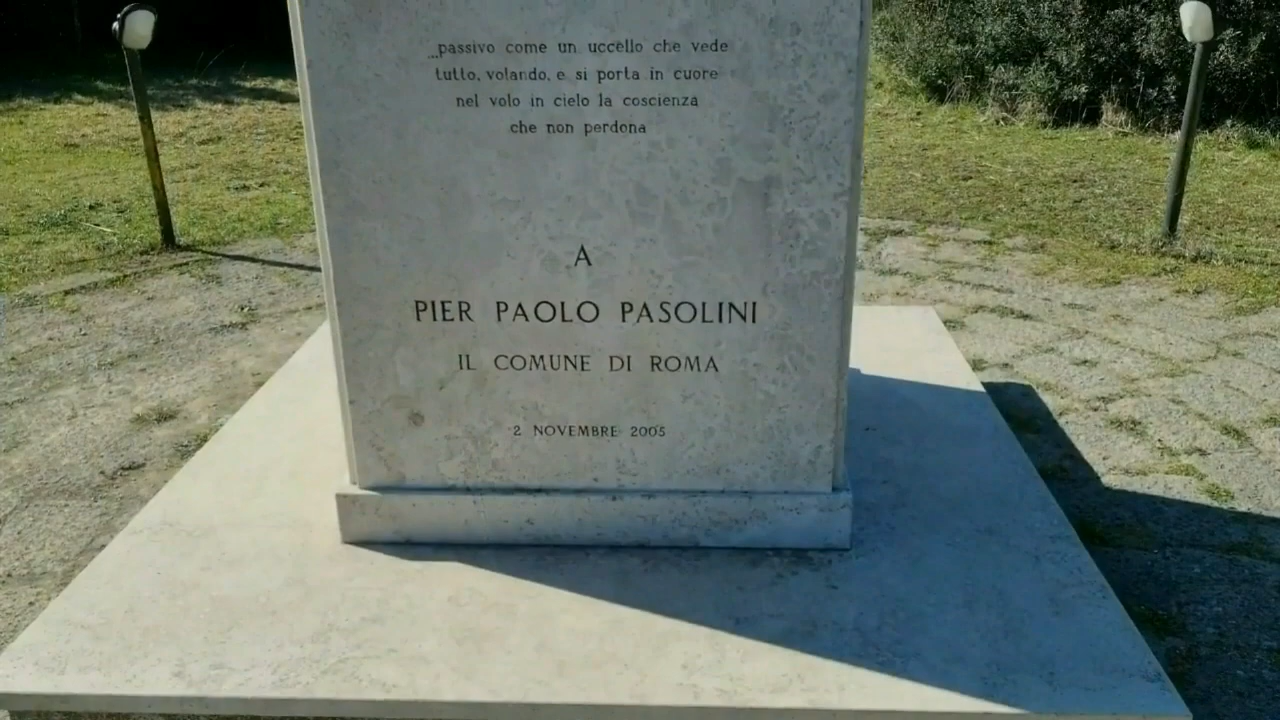 ...passivo come un uccello che vede
tutto, volando, e si porta in cuore
nel volo in cielo la coscienza
che non perdona
A
PIER PAOLO PASOLINI
IL COMUNE DI ROMA
2 NOVEMBRE 2005